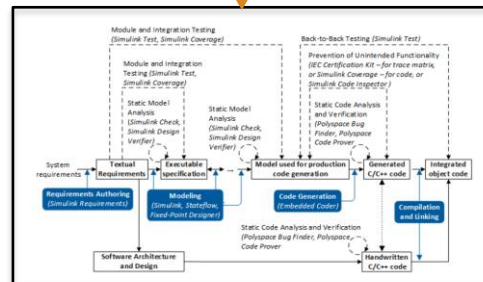 Module and Integration Testing
(Simulink Test, Simulink Coverage)
Back-to-Back Testing (Simulink Test)
Module and Integration
Testing (Simulink Test,
Simulink Coverage)
Prevention of Unintended Functionality
(IEC Certification Kit – for trace matrix,
or Simulink Coverage – for code, or
Simulink Code Inspector)
Static Model
Analysis
(Simulink Check,
Simulink Design
Verifier)
Static Model
Analysis
(Simulink Check,
Simulink Design
Verifier)
Static Code Analysis
and Verification
(Polyspace Bug
Finder, Polyspace
Code Prover)
System
requirements
Textual
Requirements
Executable
specification
...
Model used for production
code generation
Generated
C/C++ code
Integrated
object code
Requirements Authoring
(Simulink Requirements)
Modeling
(Simulink, Stateflow,
Fixed-Point Designer)
Code Generation
(Embedded Coder)
Compilation
and Linking
Static Code Analysis and Verification
(Polyspace Bug Finder, Polyspace
Code Prover
Software Architecture
and Design
Handwritten
C/C++ code